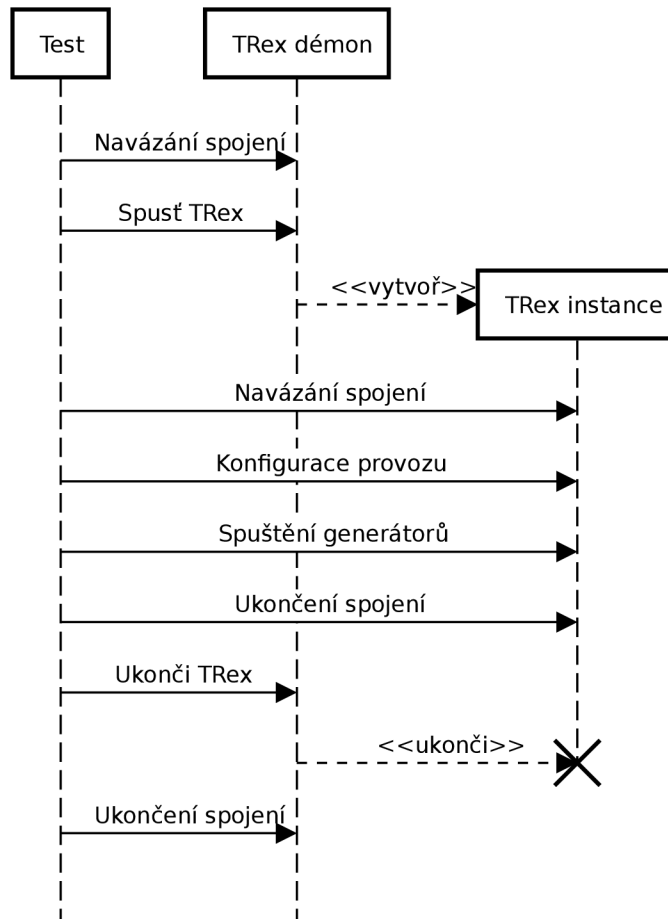 Test
TRex démon
Navázání spojení
Spusť TRex
<<vytvoř>>
TRex instance
Navázání spojení
Konfigurace provozu
Spuštění generátorů
Ukončení spojení
Ukonči TRex
<<ukonči>>
Ukončení spojení